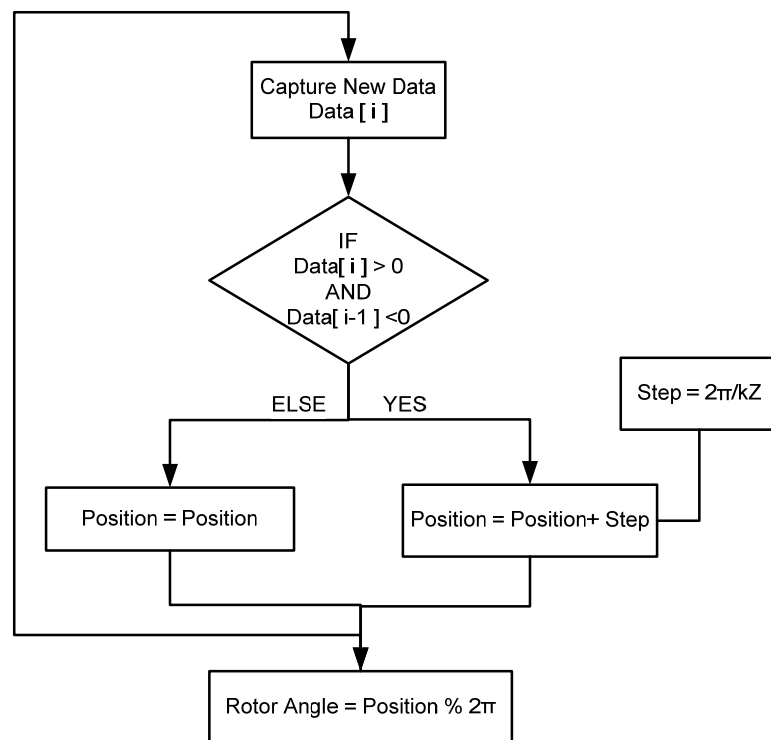 Capture New Data
Data [ i ]
IF
Data[ i ] > 0
AND
Data[ i-1 ] <0
ELSE
YES
Step = 2π/kZ
Position = Position
Position = Position+ Step
Rotor Angle = Position % 2π